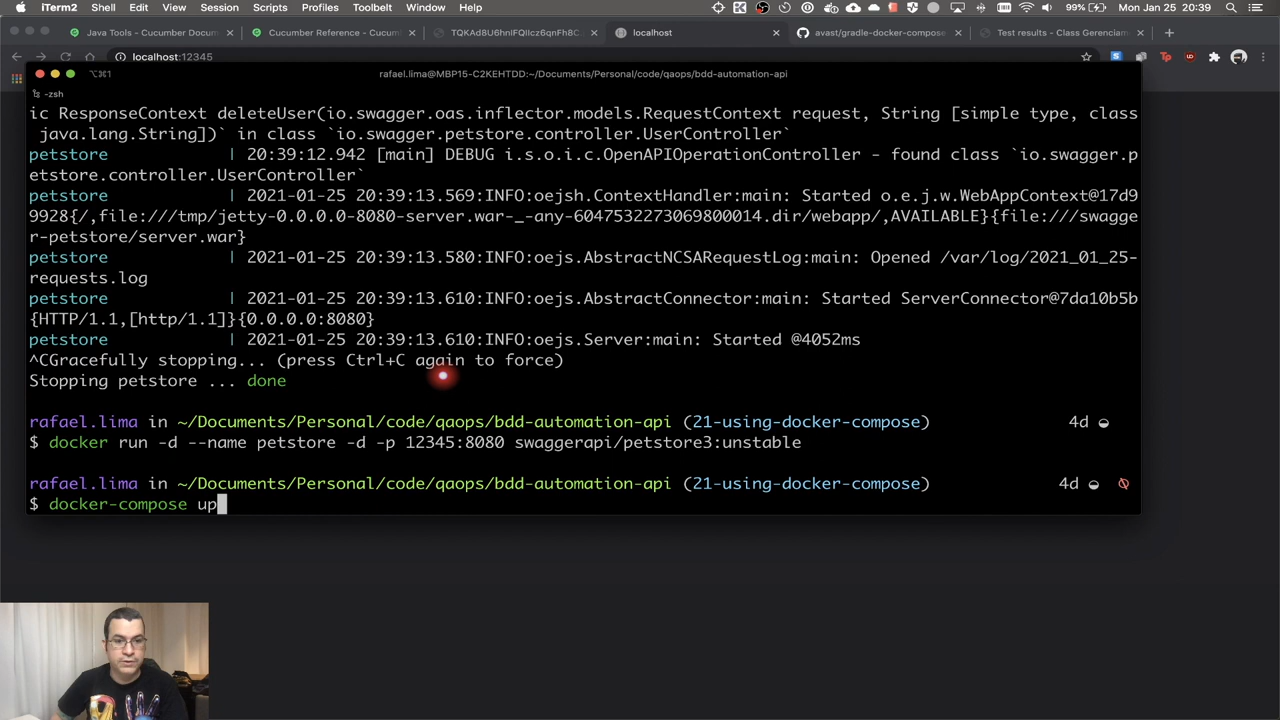 iTerm2 Shell Edit View Session Scripts Profiles Toolbelt Window Help 99% Mon Jan 25 20:39
Java Tools - Cucumber Docum Cucumber Reference - Cucum TQKAd8U6hnIFQIlcz6qnFh8C localhost avast/gradle-docker-compose Test results - Class Gerenciam
localhost:12345
⌥⌘1 rafael.lima@MBP15-C2KEHTDD:~/Documents/Personal/code/qaops/bdd-automation-api
-zsh
ic ResponseContext deleteUser(io.swagger.oas.inflector.models.RequestContext request, String [simple type, class
java.lang.String])` in class `io.swagger.petstore.controller.UserController`
petstore | 20:39:12.942 [main] DEBUG i.s.o.i.c.OpenAPIOperationController - found class `io.swagger.p
etstore.controller.UserController`
petstore | 2021-01-25 20:39:13.569:INFO:oejsh.ContextHandler:main: Started o.e.j.w.WebAppContext@17d9
9928{/,file:///tmp/jetty-0.0.0.0-8080-server.war-_-any-6047532273069800014.dir/webapp/,AVAILABLE}{file:///swagge
r-petstore/server.war}
petstore | 2021-01-25 20:39:13.580:INFO:oejs.AbstractNCSARequestLog:main: Opened /var/log/2021_01_25-
requests.log
petstore | 2021-01-25 20:39:13.610:INFO:oejs.AbstractConnector:main: Started ServerConnector@7da10b5b
{HTTP/1.1,[http/1.1]}{0.0.0.0:8080}
petstore | 2021-01-25 20:39:13.610:INFO:oejs.Server:main: Started @4052ms
^CGracefully stopping... (press Ctrl+C again to force)
Stopping petstore ... done
rafael.lima in ~/Documents/Personal/code/qaops/bdd-automation-api (21-using-docker-compose) 4d
$ docker run -d --name petstore -d -p 12345:8080 swaggerapi/petstore3:unstable
rafael.lima in ~/Documents/Personal/code/qaops/bdd-automation-api (21-using-docker-compose) 4d
$ docker-compose up